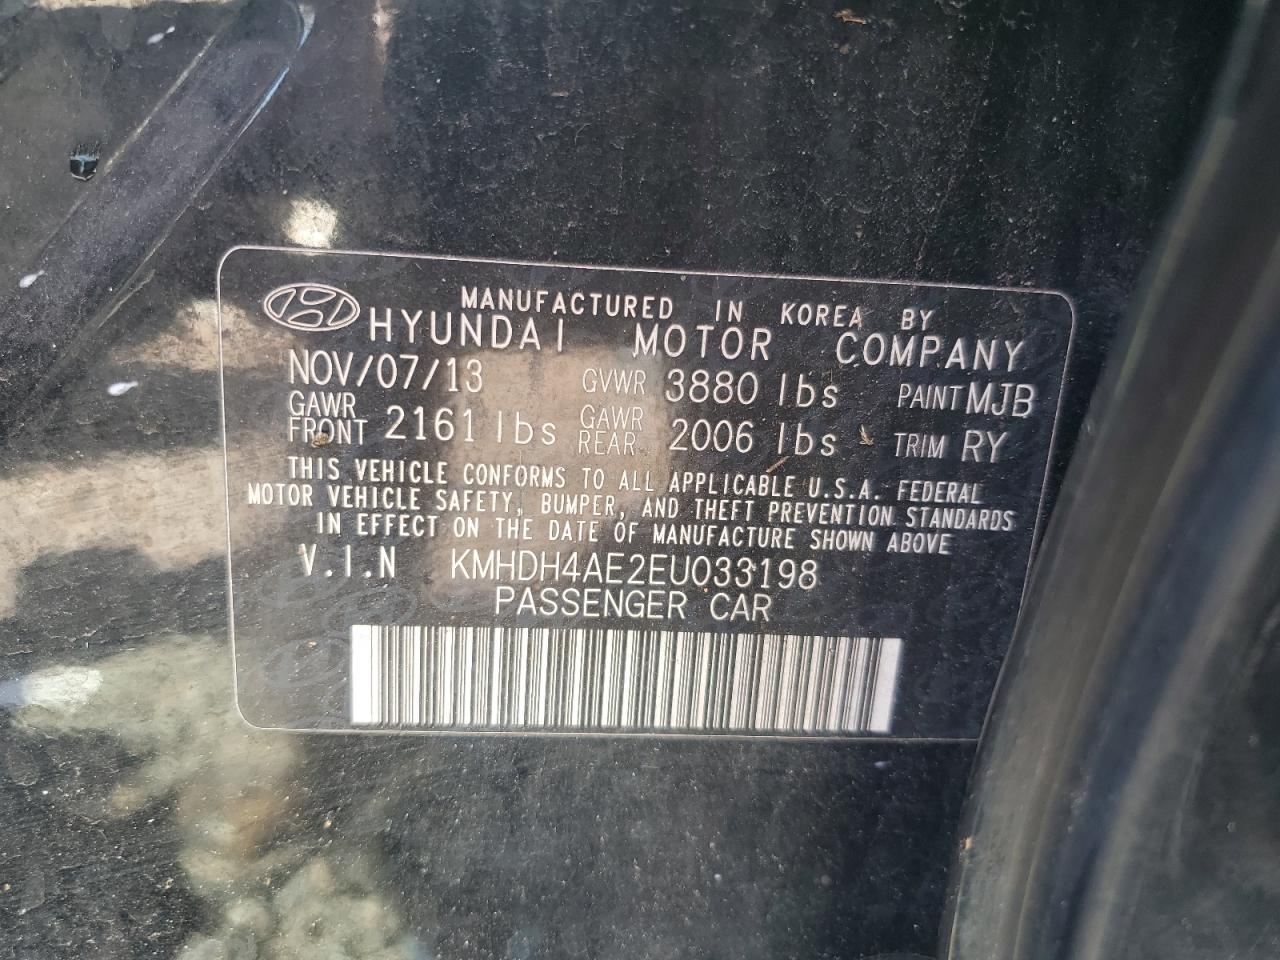 MANUFACTURED IN KOREA BY
HYUNDAI MOTOR COMPANY
NOV/07/13 GVWR 3880 lbs PAINT MJB
GAWR FRONT 2161 lbs GAWR REAR 2006 lbs TRIM RY
THIS VEHICLE CONFORMS TO ALL APPLICABLE U.S.A. FEDERAL
MOTOR VEHICLE SAFETY, BUMPER, AND THEFT PREVENTION STANDARDS
IN EFFECT ON THE DATE OF MANUFACTURE SHOWN ABOVE
V.I.N KMHDH4AE2EU033198
PASSENGER CAR